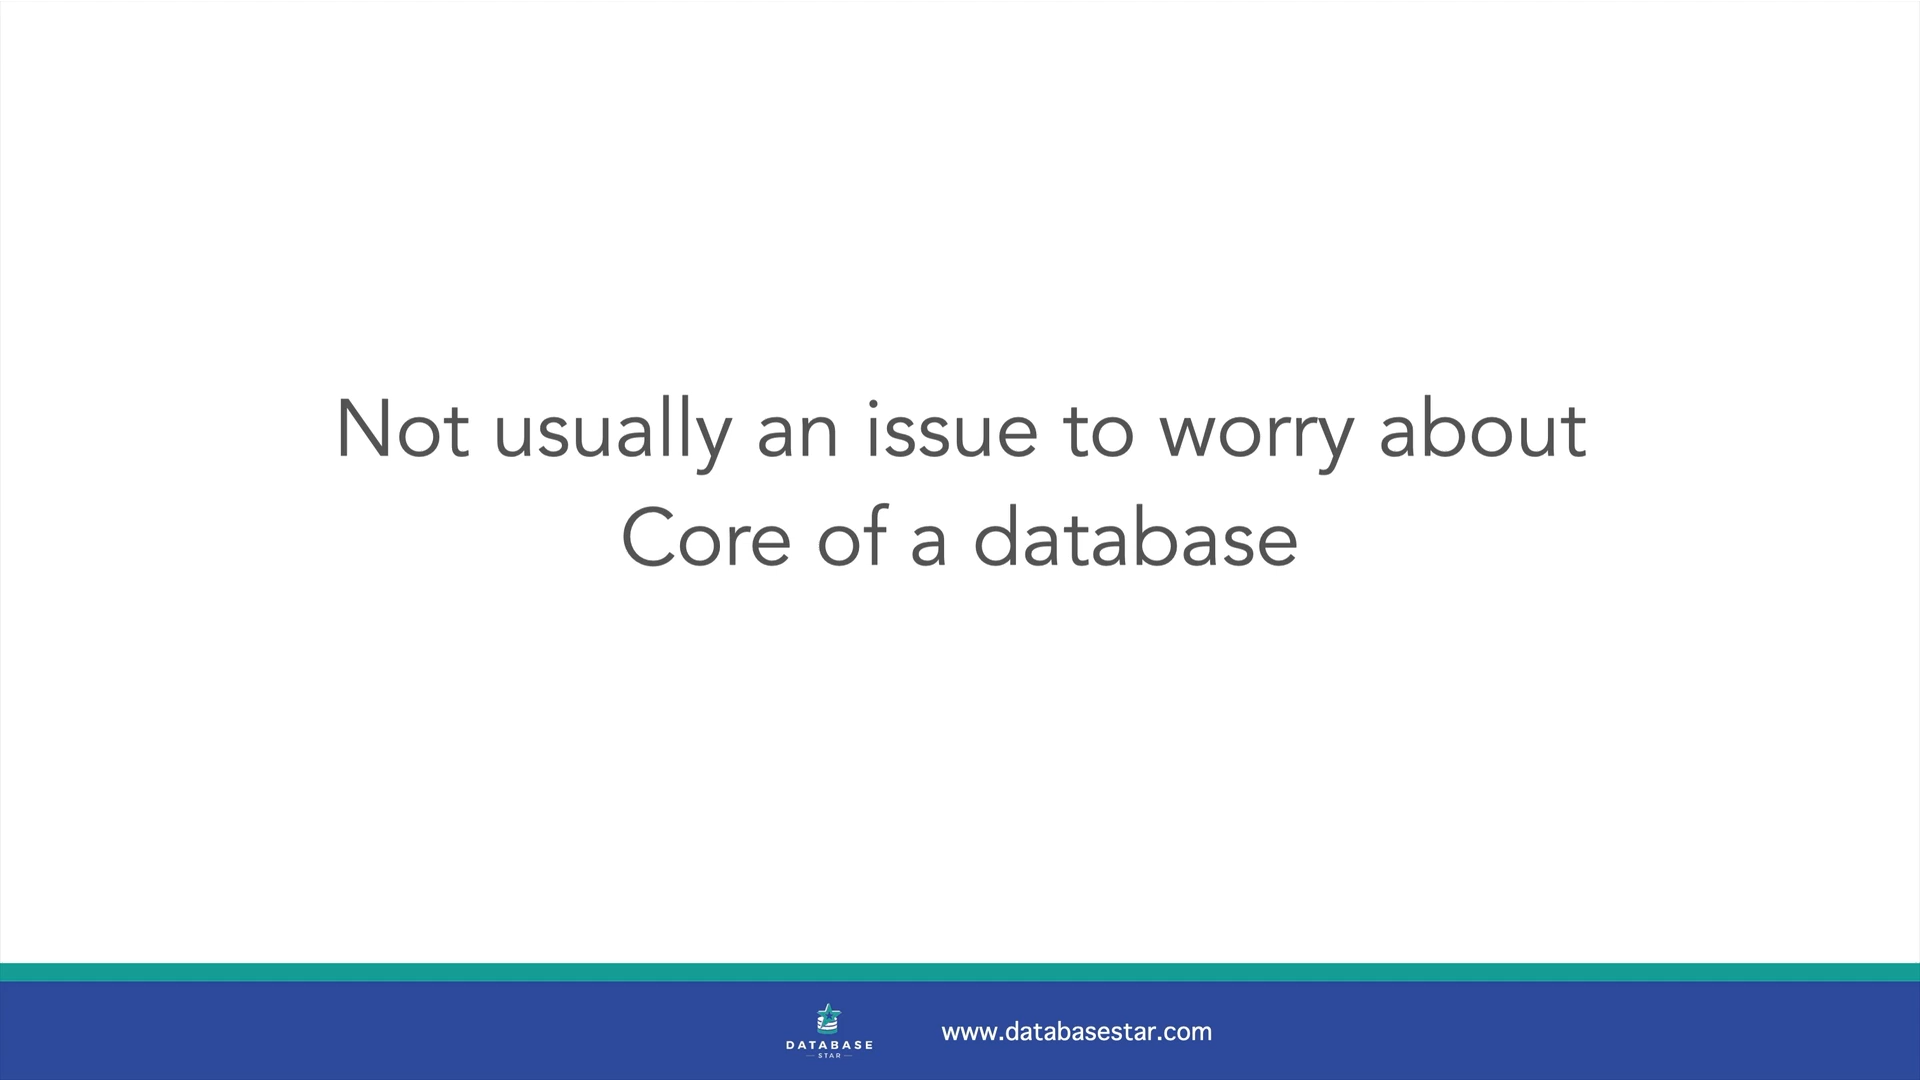 Not usually an issue to worry about
Core of a database
DATABASE
STAR
www.databasestar.com